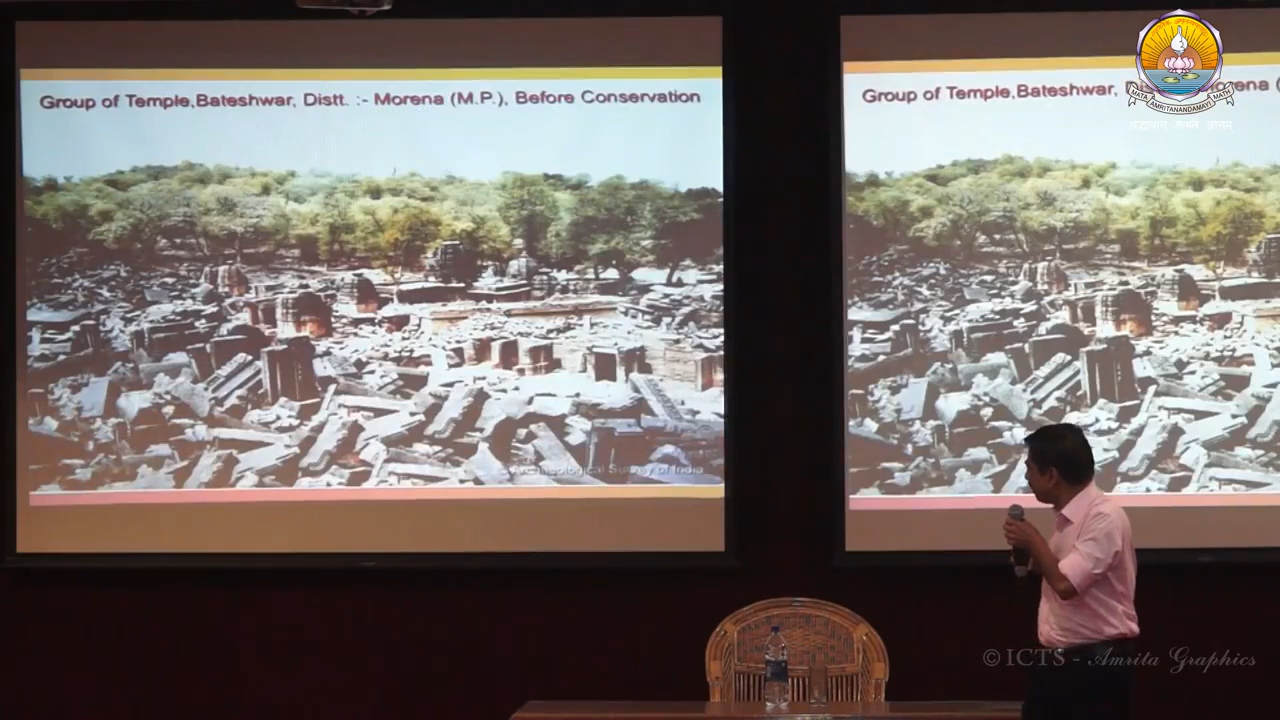 Group of Temple,Bateshwar, Distt. :- Morena (M.P.), Before Conservation
Archaeological Survey of India
Group of Temple,Bateshwar,
MATA AMRITANANDAMAYI MATH
© ICTS - Amrita Graphics